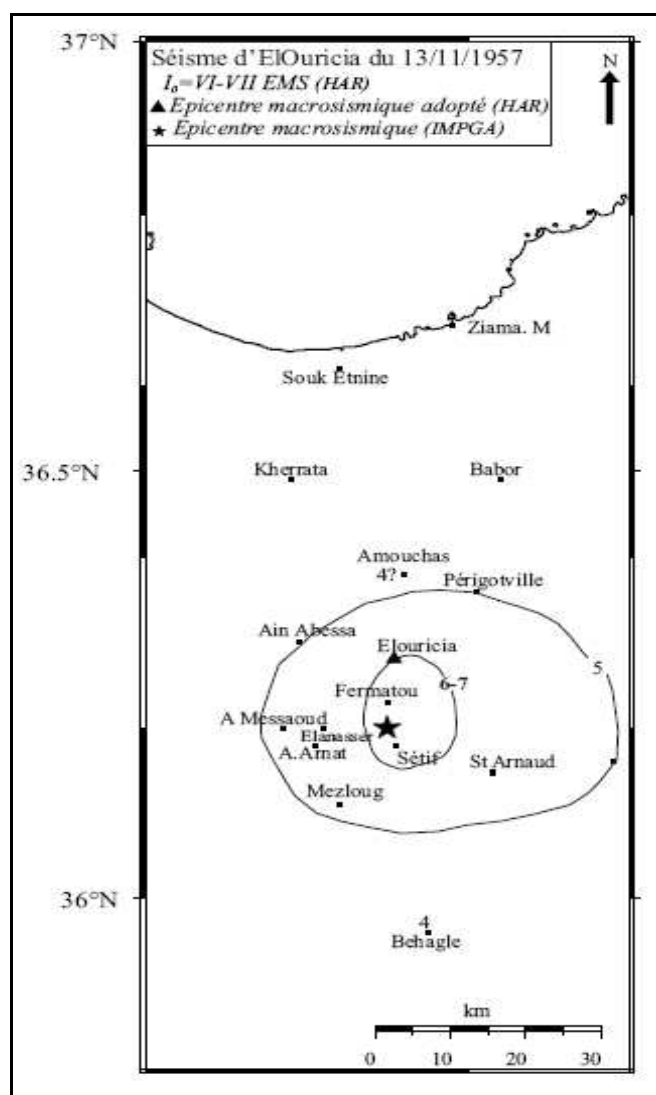 37°N
Séisme d'ElOuricia du 13/11/1957
I₀=VI-VII EMS (HAR)
▲ Epicentre macrosismique adopté (HAR)
★ Epicentre macrosismique (IMPGA)
N
Ziama. M
Souk Etnine
36.5°N
Kherrata
Babor
Amouchas
4?
Périgotville
Ain Abessa
Elouricia
5
6-7
Fermatou
A Messaoud
Elanasser
A.Arnat
Sétif
St Arnaud
Mezloug
36°N
4
Behagle
km
0 10 20 30